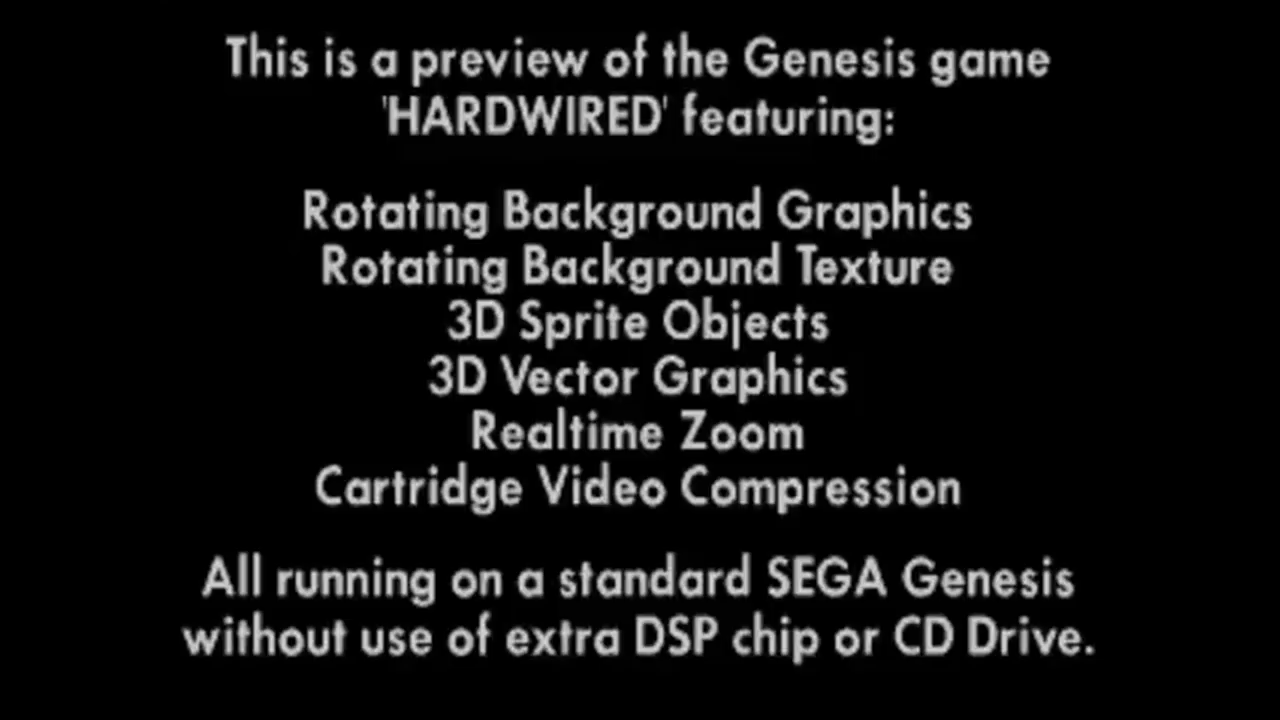 This is a preview of the Genesis game
'HARDWIRED' featuring:
Rotating Background Graphics
Rotating Background Texture
3D Sprite Objects
3D Vector Graphics
Realtime Zoom
Cartridge Video Compression
All running on a standard SEGA Genesis
without use of extra DSP chip or CD Drive.